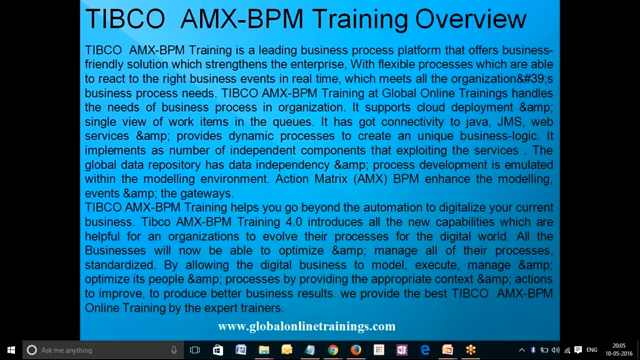 TIBCO AMX-BPM Training Overview
TIBCO AMX-BPM Training is a leading business process platform that offers business-
friendly solution which strengthens the enterprise, With flexible processes which are able
to react to the right business events in real time, which meets all the organization&#39;s
business process needs. TIBCO AMX-BPM Training at Global Online Trainings handles
the needs of business process in organization. It supports cloud deployment &amp;
single view of work items in the queues. It has got connectivity to java, JMS, web
services &amp; provides dynamic processes to create an unique business-logic. It
implements as number of independent components that exploiting the services . The
global data repository has data independency &amp; process development is emulated
within the modelling environment. Action Matrix (AMX) BPM enhance the modelling,
events &amp; the gateways.
TIBCO AMX-BPM Training helps you go beyond the automation to digitalize your current
business. Tibco AMX-BPM Training 4.0 introduces all the new capabilities which are
helpful for an organizations to evolve their processes for the digital world. All the
Businesses will now be able to optimize &amp; manage all of their processes,
standardized. By allowing the digital business to model, execute, manage &amp;
optimize its people &amp; processes by providing the appropriate context &amp; actions
to improve, to produce better business results. we provide the best TIBCO AMX-BPM
Online Training by the expert trainers.
www.globalonlinetrainings.com
Ask me anything
ENG
20:05
10-05-2016